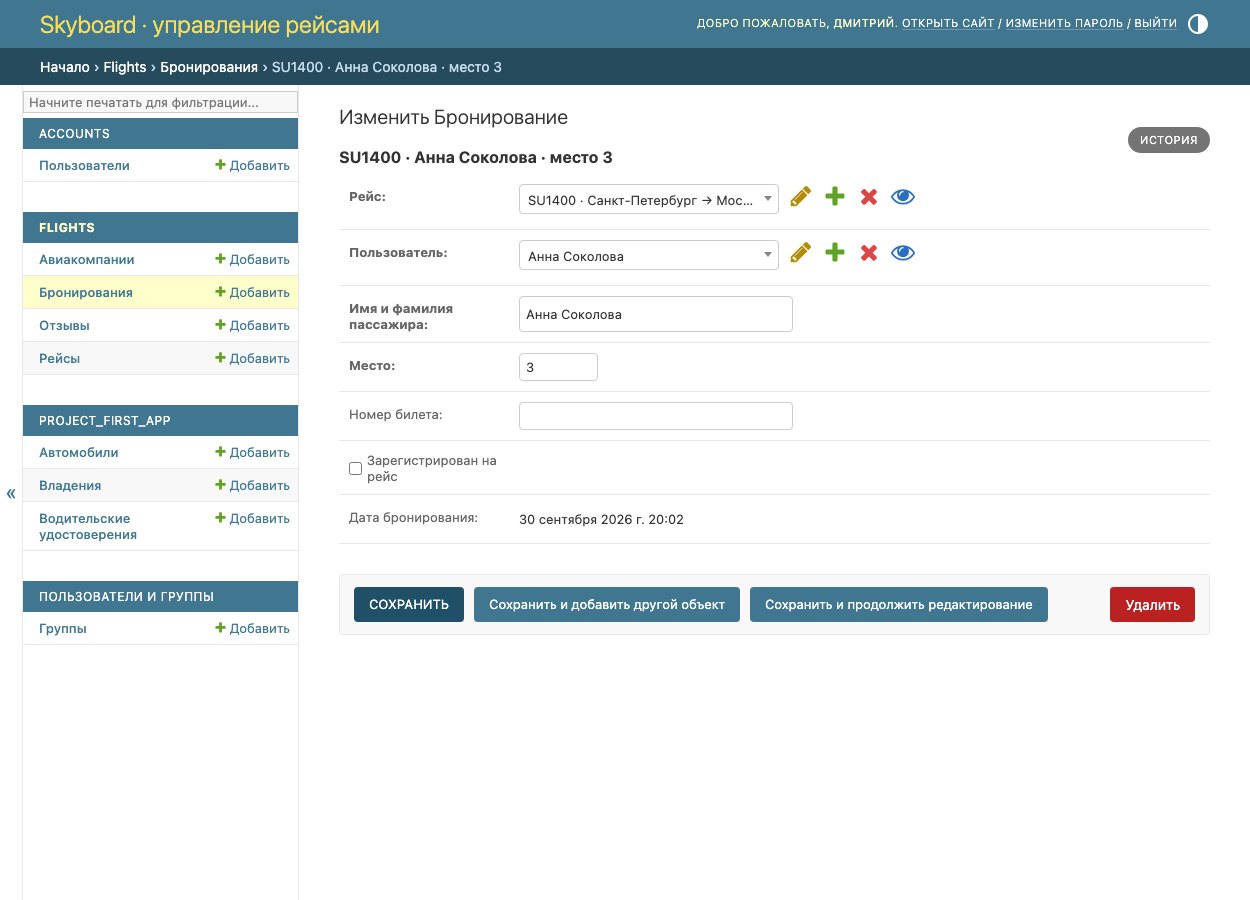 Skyboard · управление рейсами
ДОБРО ПОЖАЛОВАТЬ, ДМИТРИЙ. ОТКРЫТЬ САЙТ / ИЗМЕНИТЬ ПАРОЛЬ / ВЫЙТИ
Начало › Flights › Бронирования › SU1400 · Анна Соколова · место 3
Начните печатать для фильтрации...
ACCOUNTS
Пользователи Добавить
FLIGHTS
Авиакомпании Добавить
Бронирования Добавить
Отзывы Добавить
Рейсы Добавить
PROJECT_FIRST_APP
Автомобили Добавить
Владения Добавить
Водительские удостоверения Добавить
ПОЛЬЗОВАТЕЛИ И ГРУППЫ
Группы Добавить
«
Изменить Бронирование
ИСТОРИЯ
SU1400 · Анна Соколова · место 3
Рейс: SU1400 · Санкт-Петербург → Мос...
Пользователь: Анна Соколова
Имя и фамилия
пассажира: Анна Соколова
Место: 3
Номер билета:
Зарегистрирован на
рейс
Дата бронирования: 30 сентября 2026 г. 20:02
СОХРАНИТЬ Сохранить и добавить другой объект Сохранить и продолжить редактирование Удалить